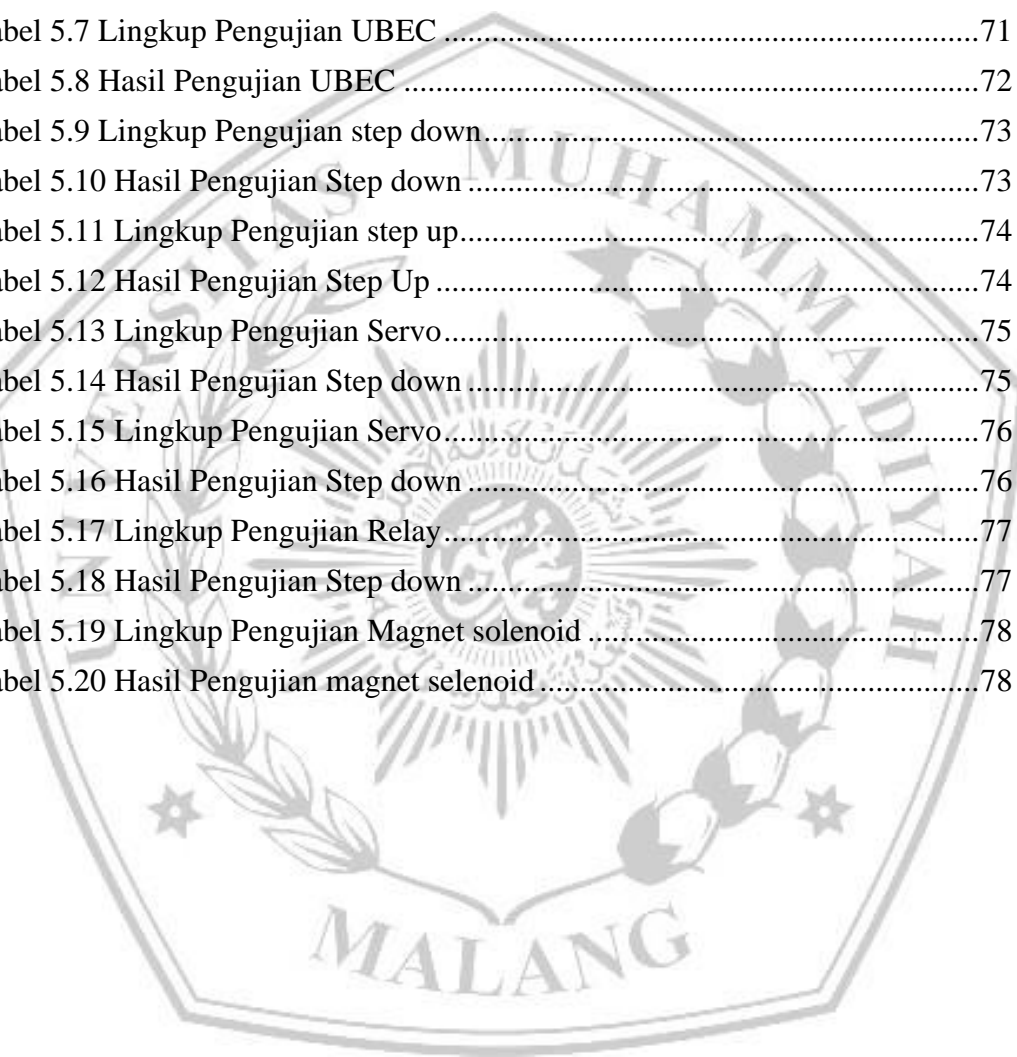 abel 5.7 Lingkup Pengujian UBEC ..................................................................71
abel 5.8 Hasil Pengujian UBEC .......................................................................72
abel 5.9 Lingkup Pengujian step down.............................................................73
abel 5.10 Hasil Pengujian Step down ...............................................................73
abel 5.11 Lingkup Pengujian step up................................................................74
abel 5.12 Hasil Pengujian Step Up ...................................................................74
abel 5.13 Lingkup Pengujian Servo..................................................................75
abel 5.14 Hasil Pengujian Step down ...............................................................75
abel 5.15 Lingkup Pengujian Servo..................................................................76
abel 5.16 Hasil Pengujian Step down ...............................................................76
abel 5.17 Lingkup Pengujian Relay..................................................................77
abel 5.18 Hasil Pengujian Step down ...............................................................77
abel 5.19 Lingkup Pengujian Magnet solenoid ................................................78
abel 5.20 Hasil Pengujian magnet selenoid ......................................................78
UNIVERSITAS MUHAMMADIYAH
MALANG